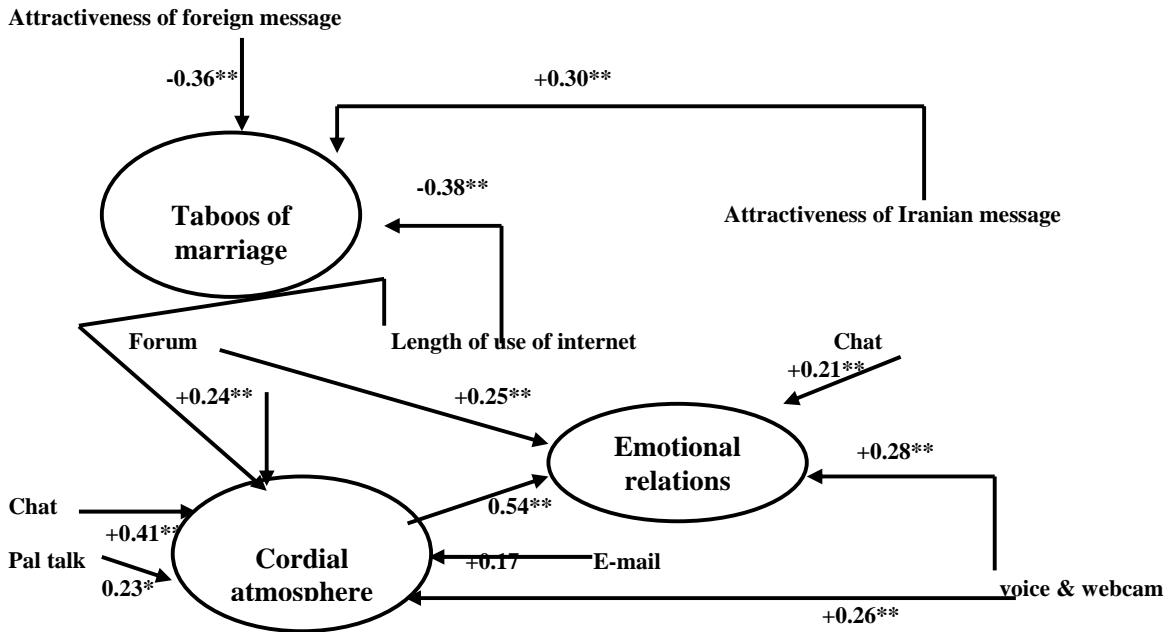 Attractiveness of foreign message
-0.36**
+0.30**
-0.38**
Taboos of
marriage
Attractiveness of Iranian message
Forum
Length of use of internet
Chat
+0.21**
+0.24**
+0.25**
Emotional
relations
+0.28**
Chat
+0.41**
0.54**
Pal talk
0.23*
Cordial
atmosphere
+0.17
E-mail
voice & webcam
+0.26**